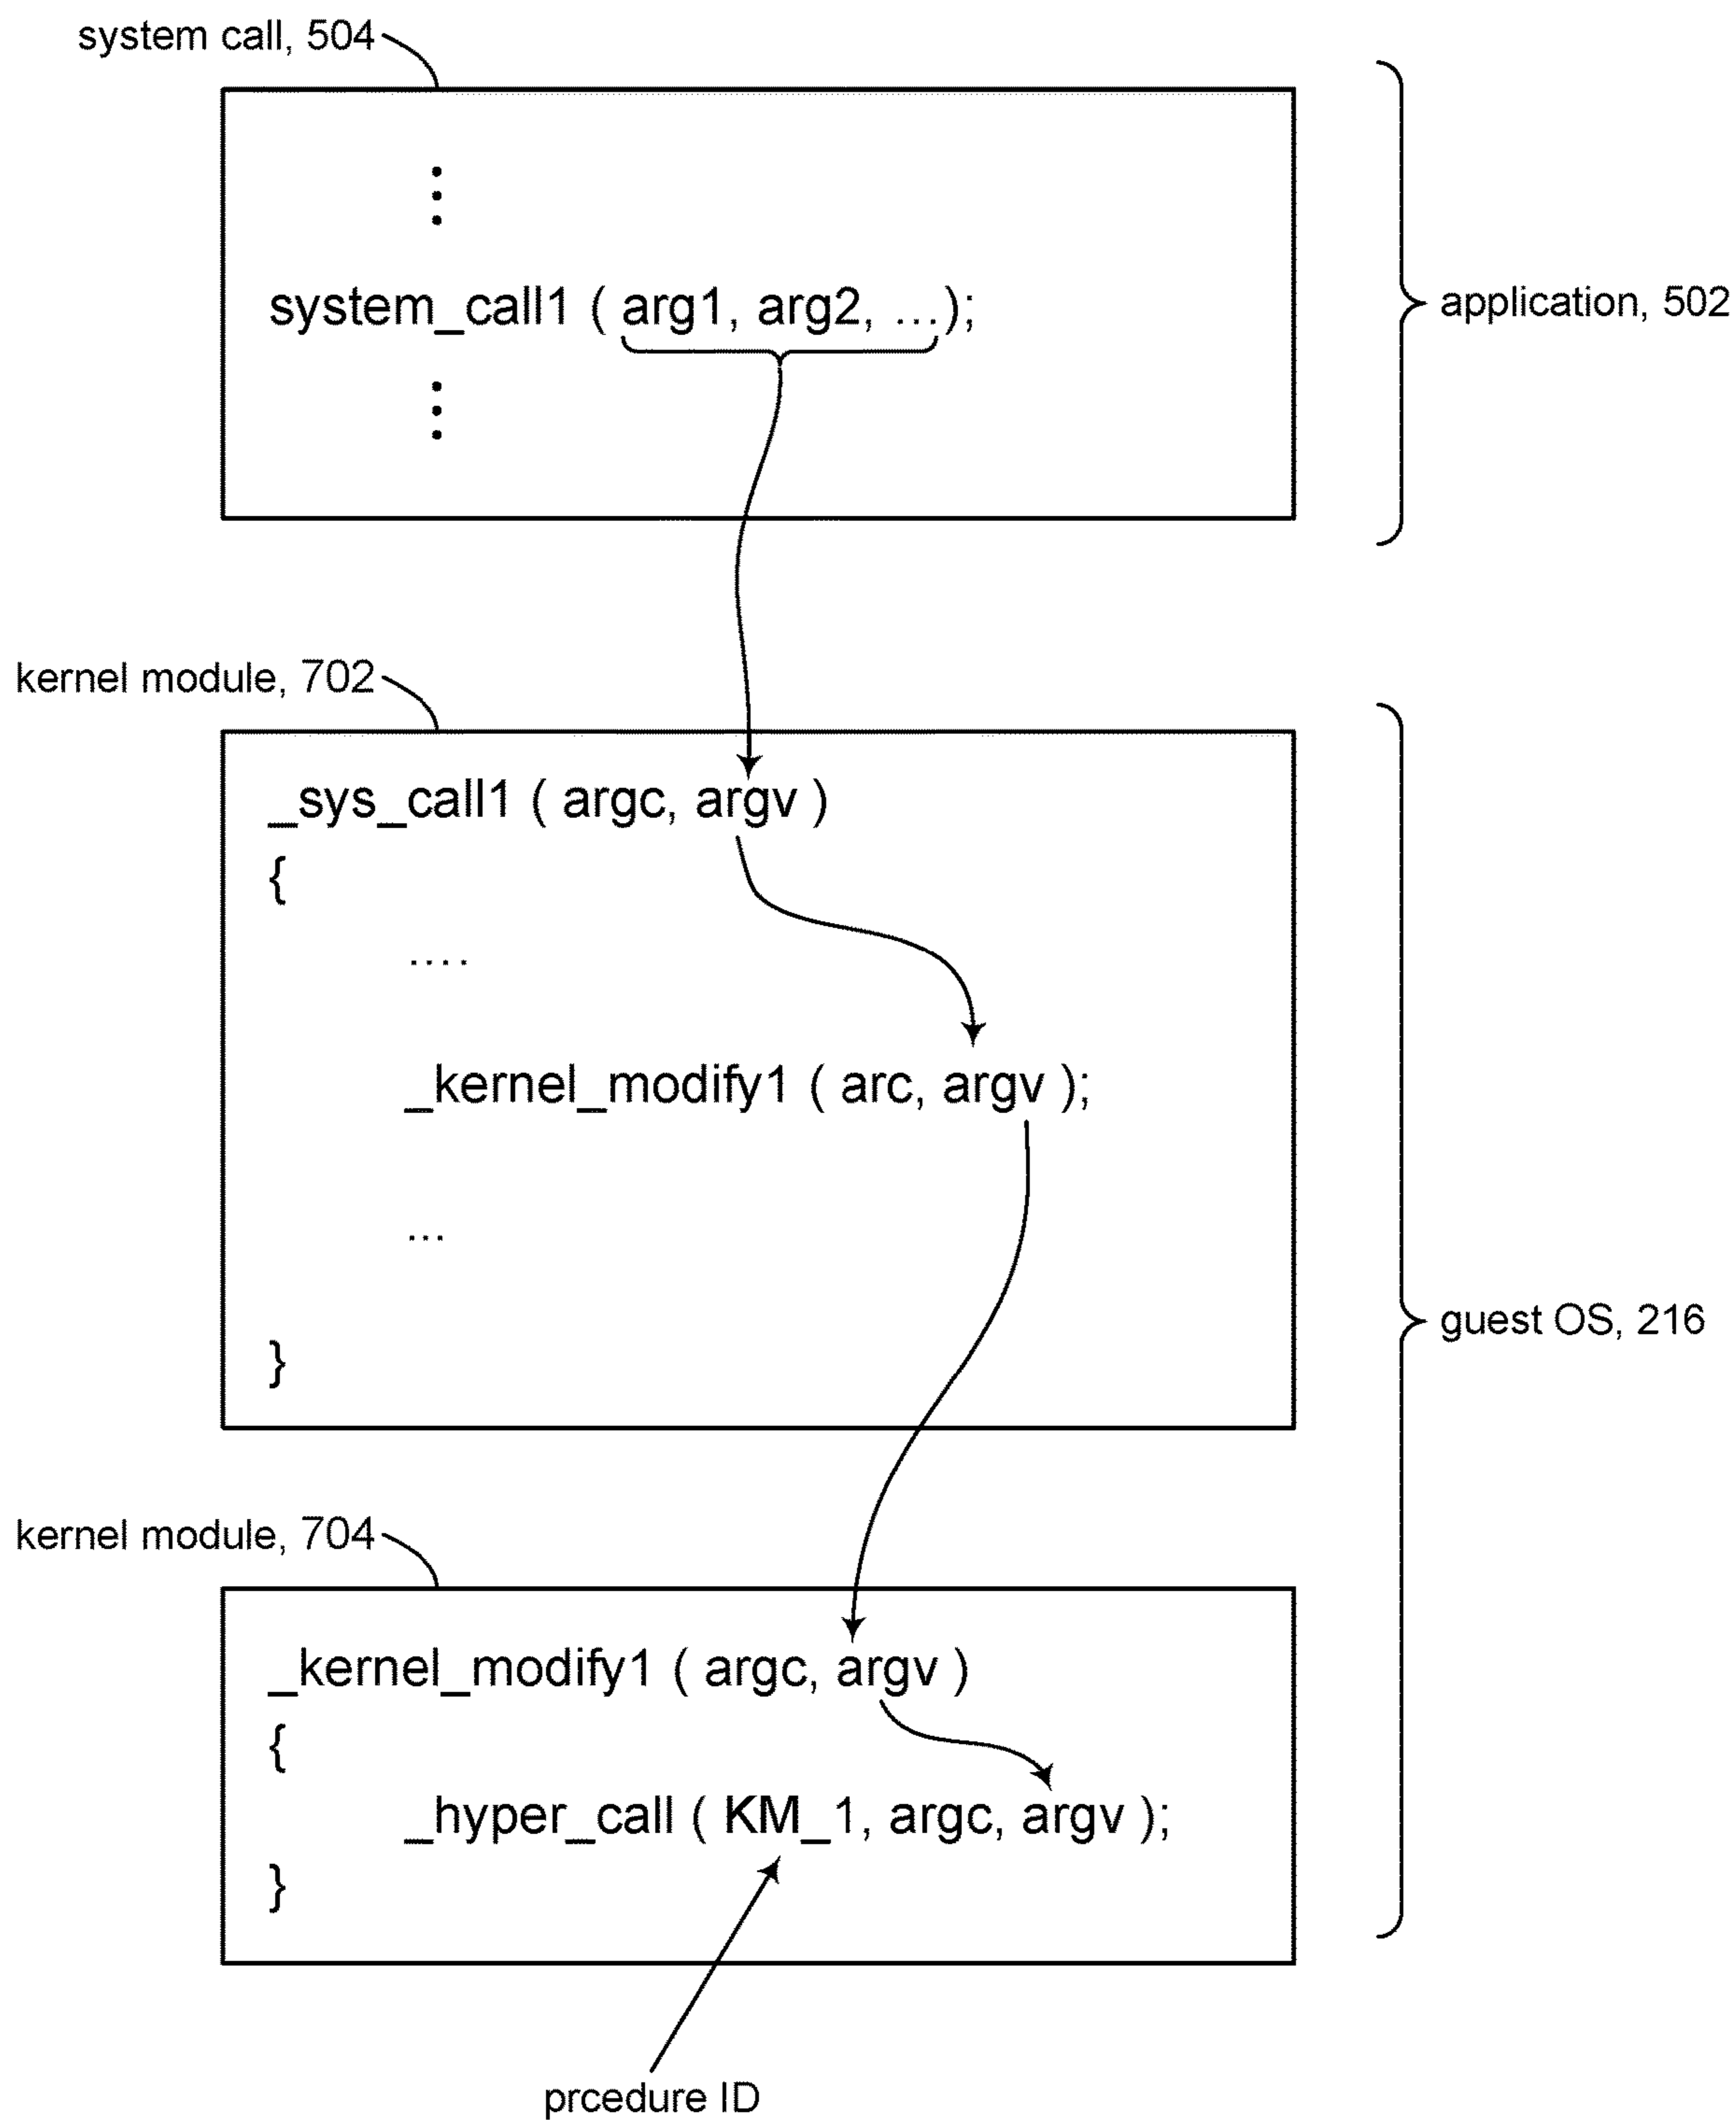 system call, 504
system_call1 ( arg1, arg2, ...);
application, 502
kernel module, 702
_sys_call1 ( argc, argv )
{
....
_kernel_modify1 ( arc, argv );
...
}
guest OS, 216
kernel module, 704
_kernel_modify1 ( argc, argv )
{
_hyper_call ( KM_1, argc, argv );
}
prcedure ID